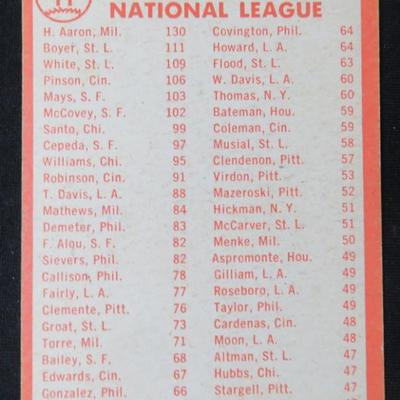 11
NATIONAL LEAGUE
H. Aaron, Mil. 130
Boyer, St. L. 111
White, St. L. 109
Pinson, Cin. 106
Mays, S. F. 103
McCovey, S. F. 102
Santo, Chi. 99
Cepeda, S. F. 97
Williams, Chi. 95
Robinson, Cin. 91
T. Davis, L. A. 88
Mathews, Mil. 84
Demeter, Phil. 83
F. Alou, S. F. 82
Sievers, Phil. 82
Callison, Phil. 78
Fairly, L. A. 77
Clemente, Pitt. 76
Groat, St. L. 73
Torre, Mil. 71
Bailey, S. F. 68
Edwards, Cin. 67
Gonzalez, Phil. 66
Covington, Phil. 64
Howard, L. A. 64
Flood, St. L. 63
W. Davis, L. A. 60
Thomas, N. Y. 60
Bateman, Hou. 59
Coleman, Cin. 59
Musial, St. L. 58
Clendenon, Pitt. 57
Virdon, Pitt. 53
Mazeroski, Pitt. 52
Hickman, N. Y. 51
McCarver, St. L. 51
Menke, Mil. 50
Aspromonte, Hou. 49
Gilliam, L. A. 49
Roseboro, L. A. 49
Taylor, Phil. 49
Cardenas, Cin. 48
Moon, L. A. 48
Altman, St. L. 47
Hubbs, Chi. 47
Stargell, Pitt. 47